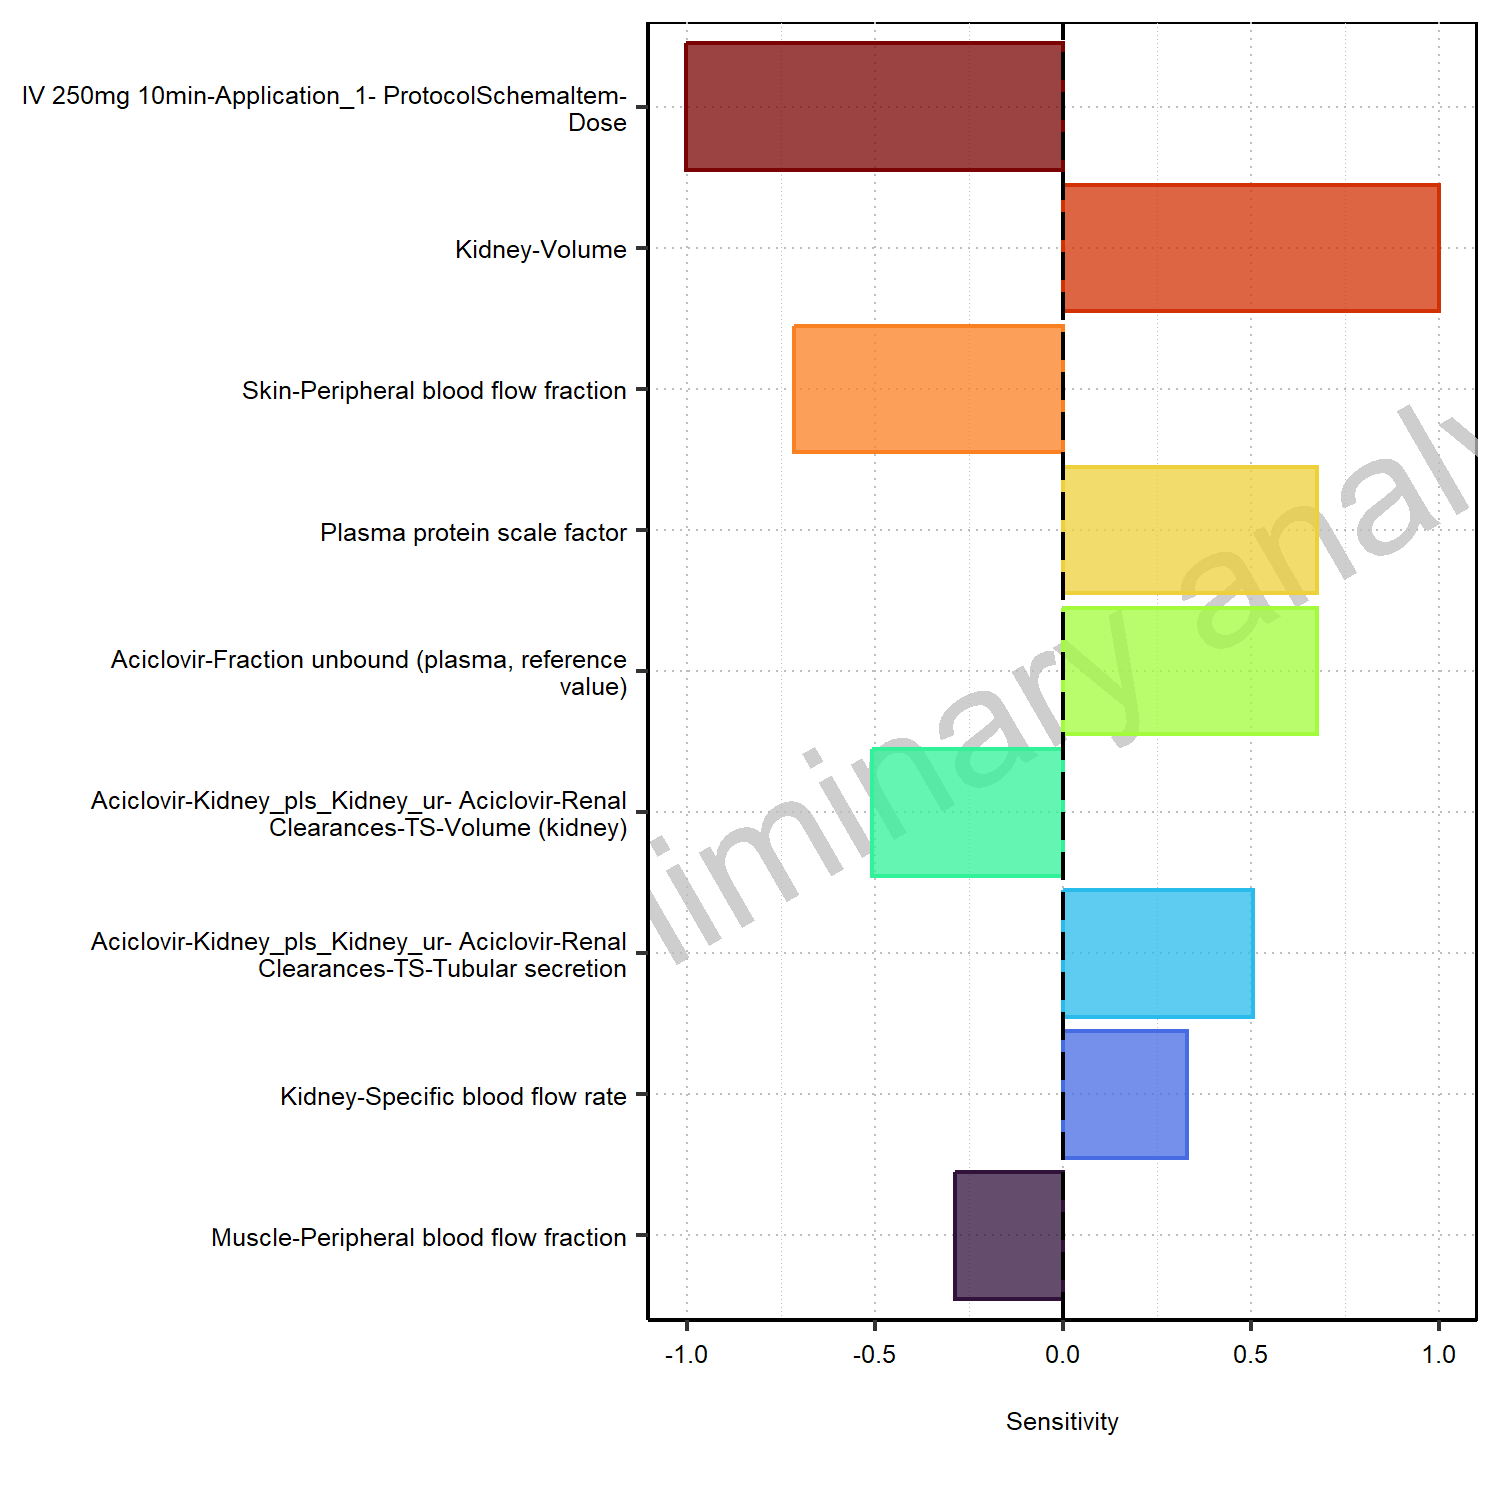 IV 250mg 10min-Application_1- ProtocolSchemaItem-
Dose
Kidney-Volume
Skin-Peripheral blood flow fraction
Plasma protein scale factor
Aciclovir-Fraction unbound (plasma, reference
value)
Aciclovir-Kidney_pls_Kidney_ur- Aciclovir-Renal
Clearances-TS-Volume (kidney)
Aciclovir-Kidney_pls_Kidney_ur- Aciclovir-Renal
Clearances-TS-Tubular secretion
Kidney-Specific blood flow rate
Muscle-Peripheral blood flow fraction
liminary analy
-1.0 -0.5 0.0 0.5 1.0
Sensitivity